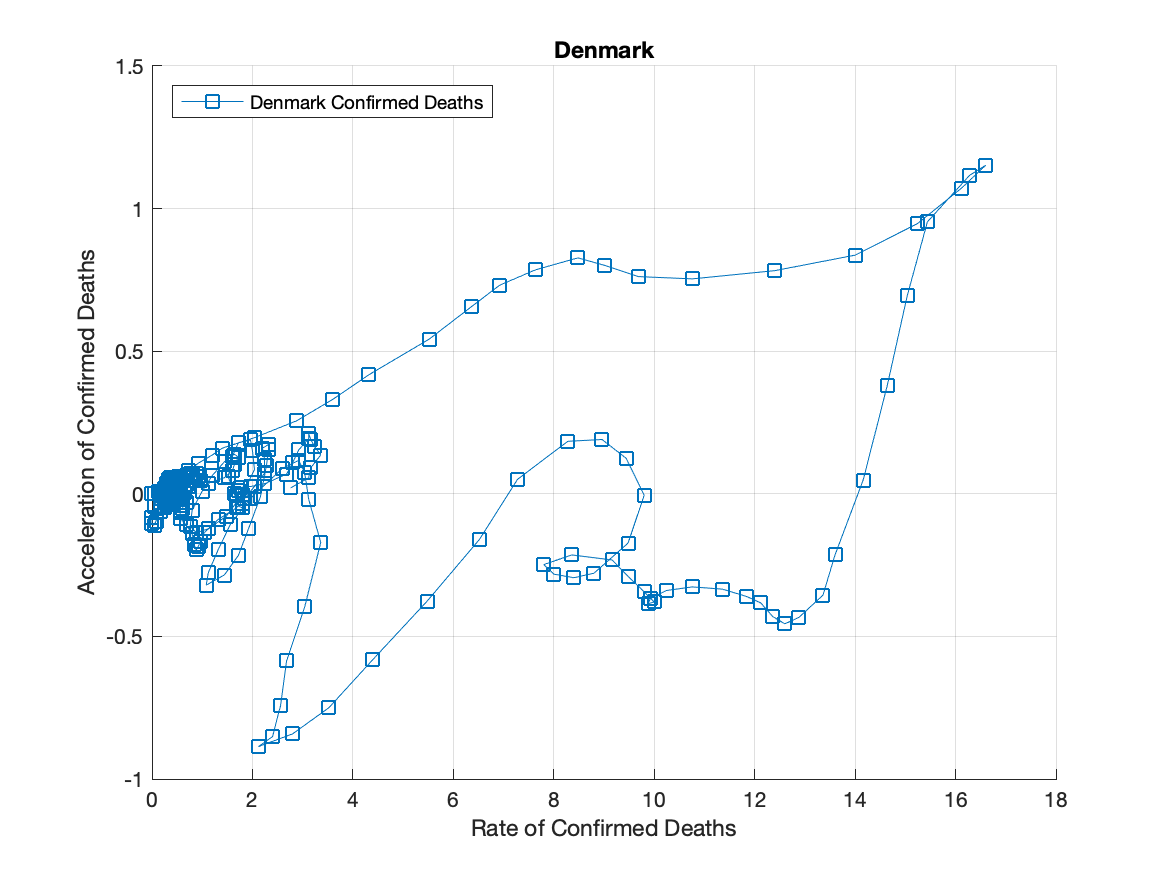 Denmark
1.5
Denmark Confirmed Deaths
1
0.5
0
-0.5
-1
Acceleration of Confirmed Deaths
0 2 4 6 8 10 12 14 16 18
Rate of Confirmed Deaths